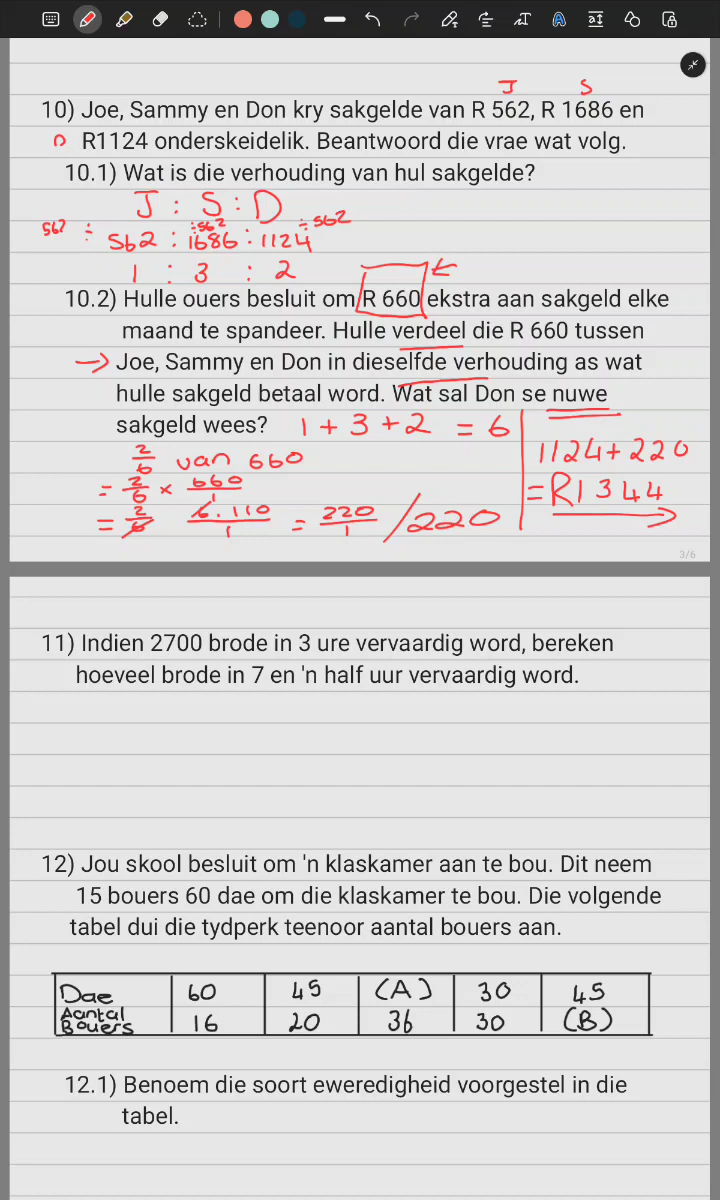 J S
10) Joe, Sammy en Don kry sakgelde van R 562, R 1686 en
D R1124 onderskeidelik. Beantwoord die vrae wat volg.
10.1) Wat is die verhouding van hul sakgelde?
J : S : D
562 ÷ 562 : 1686 ÷562 : 1124 ÷562
1 : 3 : 2
10.2) Hulle ouers besluit om R 660 ekstra aan sakgeld elke
maand te spandeer. Hulle verdeel die R 660 tussen
Joe, Sammy en Don in dieselfde verhouding as wat
hulle sakgeld betaal word. Wat sal Don se nuwe
sakgeld wees? 1 + 3 + 2 = 6
2/6 van 660
= 2/6 × 660/1
= 2/6 6.110/1 = 220/1 / 220
1124 + 220
= R1344
3/6
11) Indien 2700 brode in 3 ure vervaardig word, bereken
hoeveel brode in 7 en 'n half uur vervaardig word.
12) Jou skool besluit om 'n klaskamer aan te bou. Dit neem
15 bouers 60 dae om die klaskamer te bou. Die volgende
tabel dui die tydperk teenoor aantal bouers aan.
Dae 60 45 (A) 30 45
Aantal Bouers 16 20 36 30 (B)
12.1) Benoem die soort eweredigheid voorgestel in die
tabel.